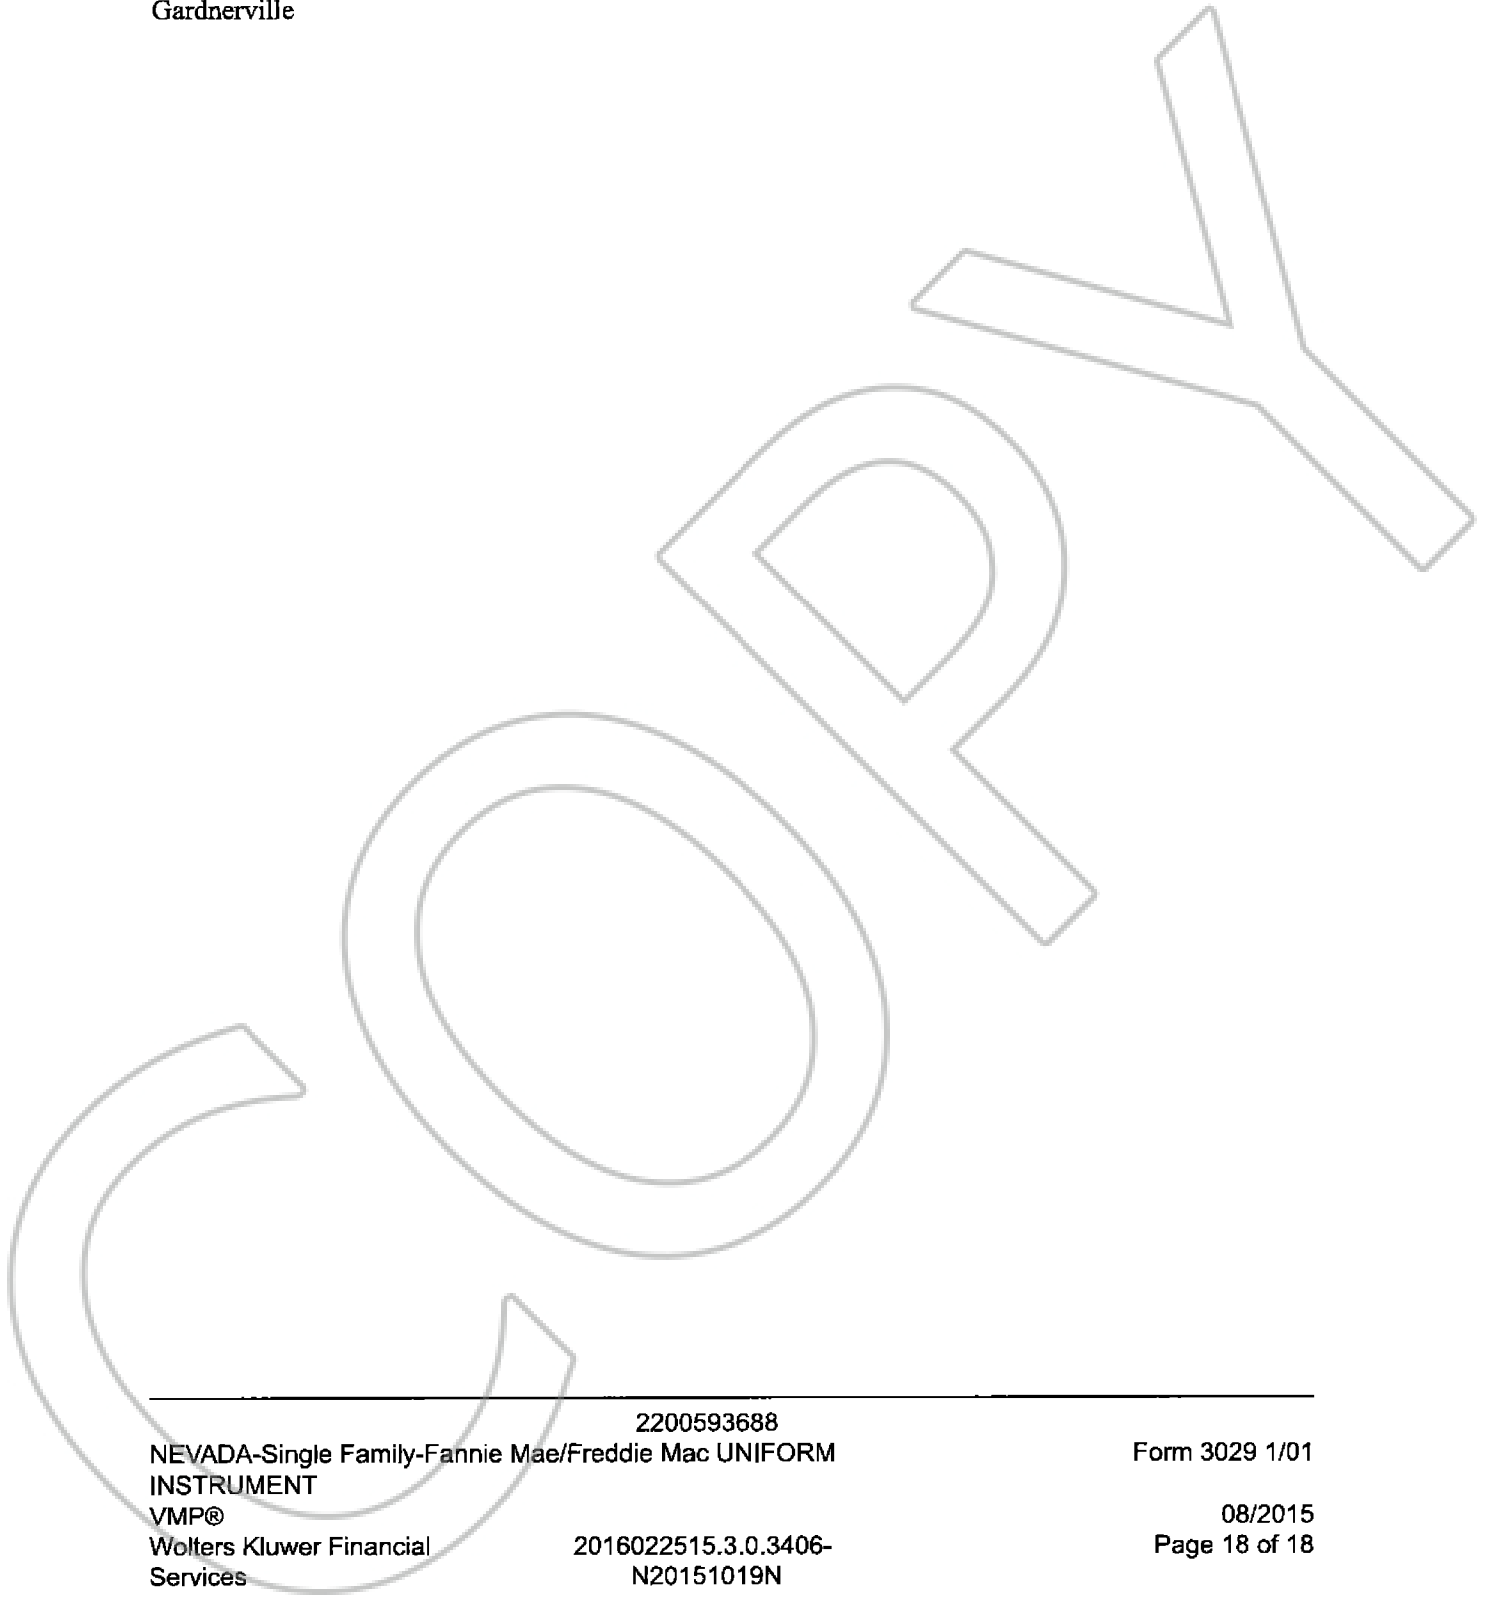 Gardnerville
COPY
2200593688
NEVADA-Single Family-Fannie Mae/Freddie Mac UNIFORM Form 3029 1/01
INSTRUMENT
VMP® 08/2015
Wolters Kluwer Financial 2016022515.3.0.3406- Page 18 of 18
Services N20151019N